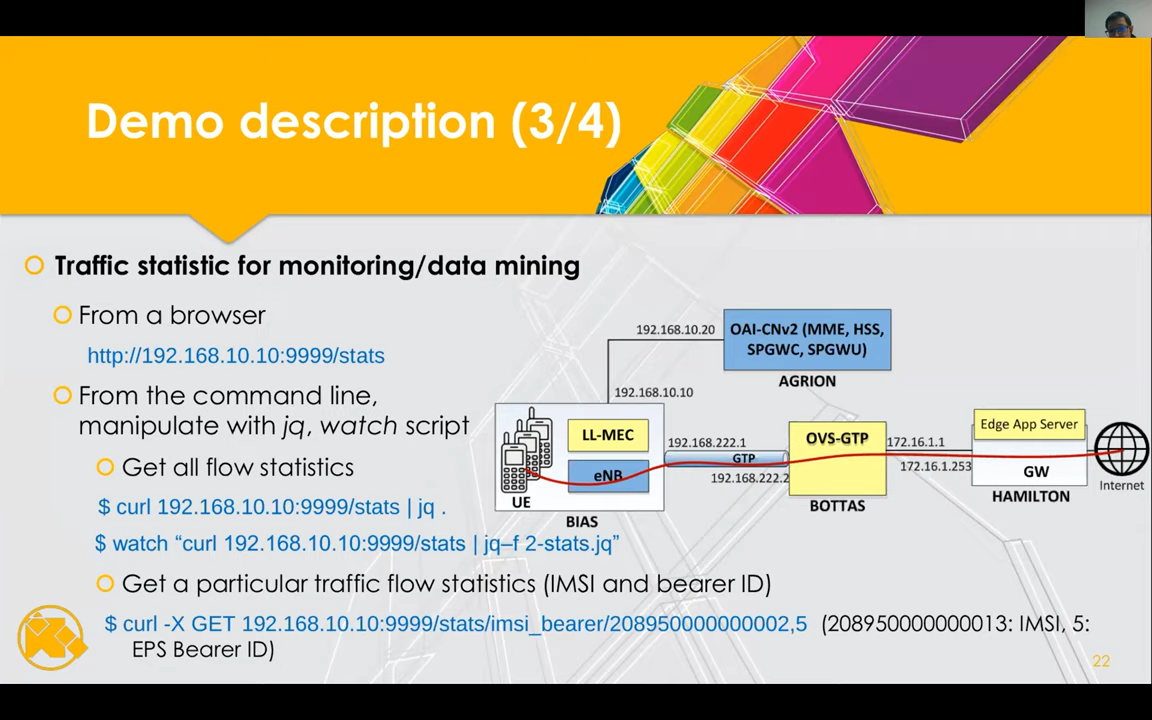 Demo description (3/4)
Traffic statistic for monitoring/data mining
From a browser
http://192.168.10.10:9999/stats
From the command line,
manipulate with jq, watch script
Get all flow statistics
$ curl 192.168.10.10:9999/stats | jq .
$ watch “curl 192.168.10.10:9999/stats | jq–f 2-stats.jq”
Get a particular traffic flow statistics (IMSI and bearer ID)
$ curl -X GET 192.168.10.10:9999/stats/imsi_bearer/208950000000002,5 (208950000000013: IMSI, 5:
EPS Bearer ID)
192.168.10.20
OAI-CNv2 (MME, HSS,
SPGWC, SPGWU)
AGRION
192.168.10.10
LL-MEC
eNB
UE
BIAS
192.168.222.1
GTP
192.168.222.2
OVS-GTP
BOTTAS
172.16.1.1
172.16.1.253
Edge App Server
GW
HAMILTON
Internet
22